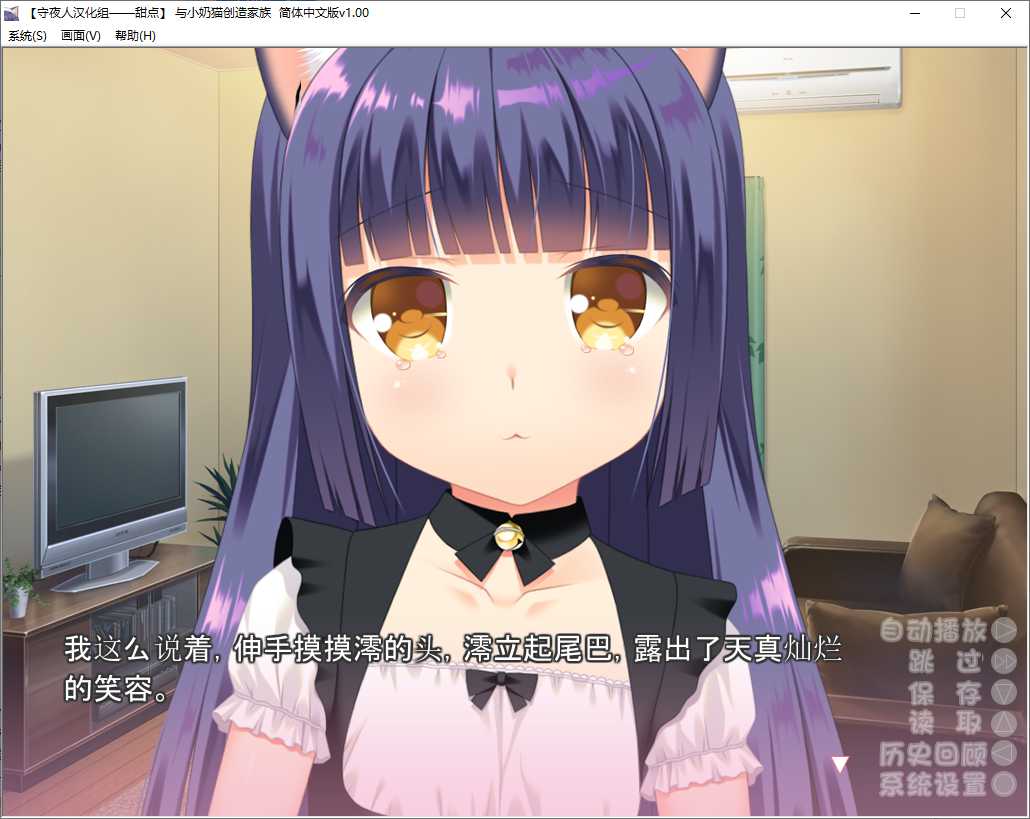 【守夜人汉化组——甜点】 与小奶猫创造家族 简体中文版v1.00
系统(S) 画面(V) 帮助(H)
我这么说着, 伸手摸摸澪的头, 澪立起尾巴, 露出了天真灿烂
的笑容。
自动播放
跳 过
保 存
读 取
历史回顾
系统设置